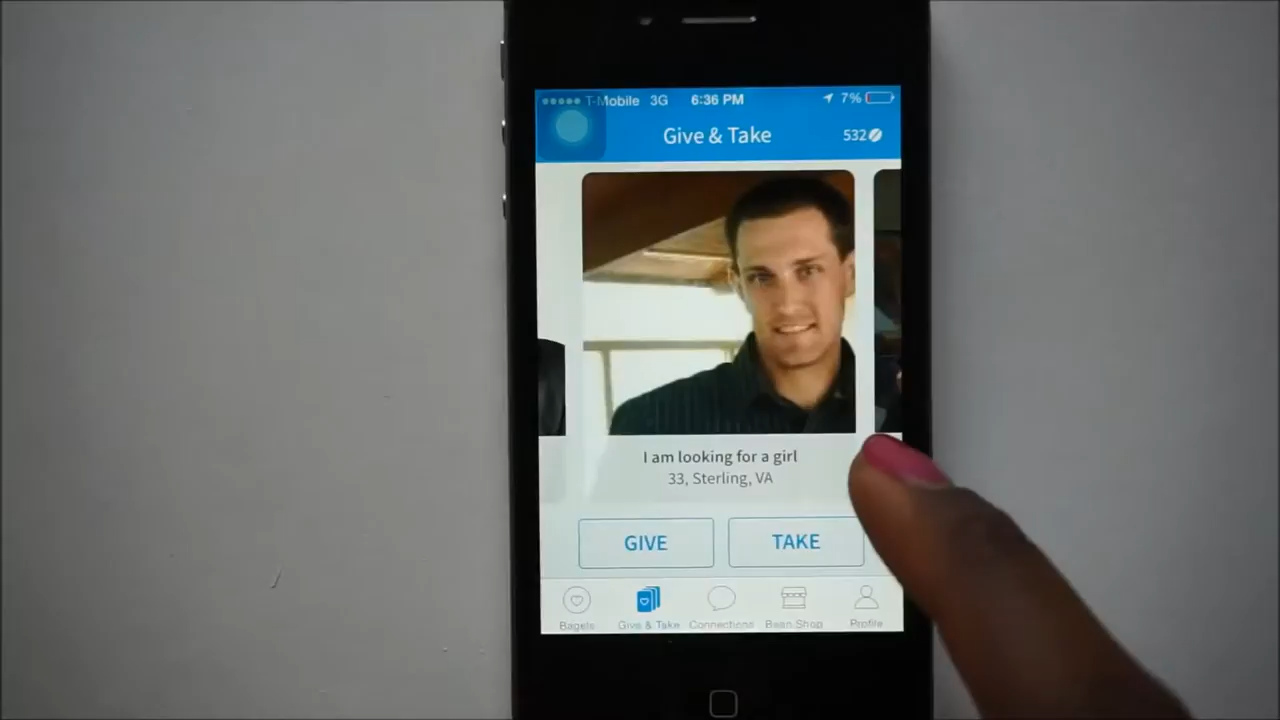 T-Mobile 3G 6:36 PM 7%
Give & Take 532
I am looking for a girl
33, Sterling, VA
GIVE TAKE
Bagels Give & Take Connections Bean Shop Profile